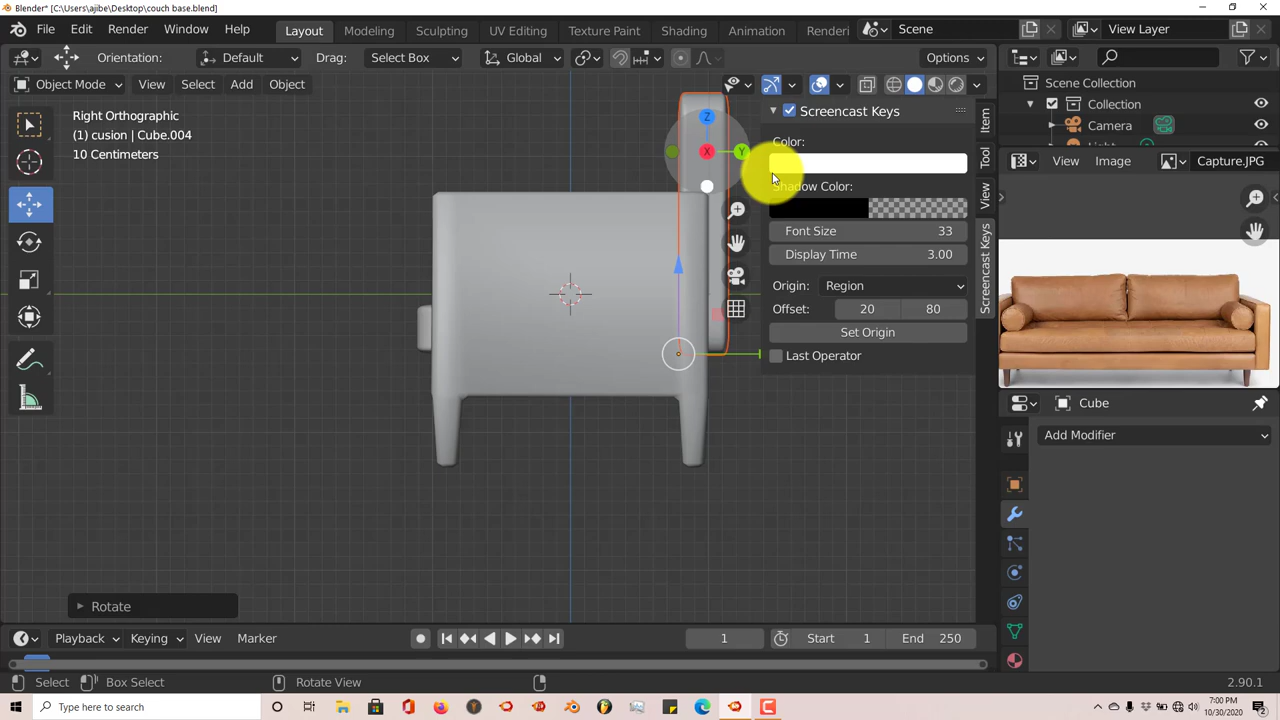 Blender* [C:\Users\ajibe\Desktop\couch base.blend]
File Edit Render Window Help Layout Modeling Sculpting UV Editing Texture Paint Shading Animation Renderi Scene View Layer
Orientation: Default Drag: Select Box Global Options
Object Mode View Select Add Object
Right Orthographic
(1) cusion | Cube.004
10 Centimeters
Z
X
Y
Screencast Keys
Color:
Shadow Color:
Font Size 33
Display Time 3.00
Origin: Region
Offset: 20 80
Set Origin
Last Operator
Item
Tool
View
Screencast Keys
Scene Collection
Collection
Camera
View Image Capture.JPG
Cube
Add Modifier
Rotate
Playback Keying View Marker 1 Start 1 End 250
Select Box Select Rotate View 2.90.1
Type here to search
7:00 PM
10/30/2020
2